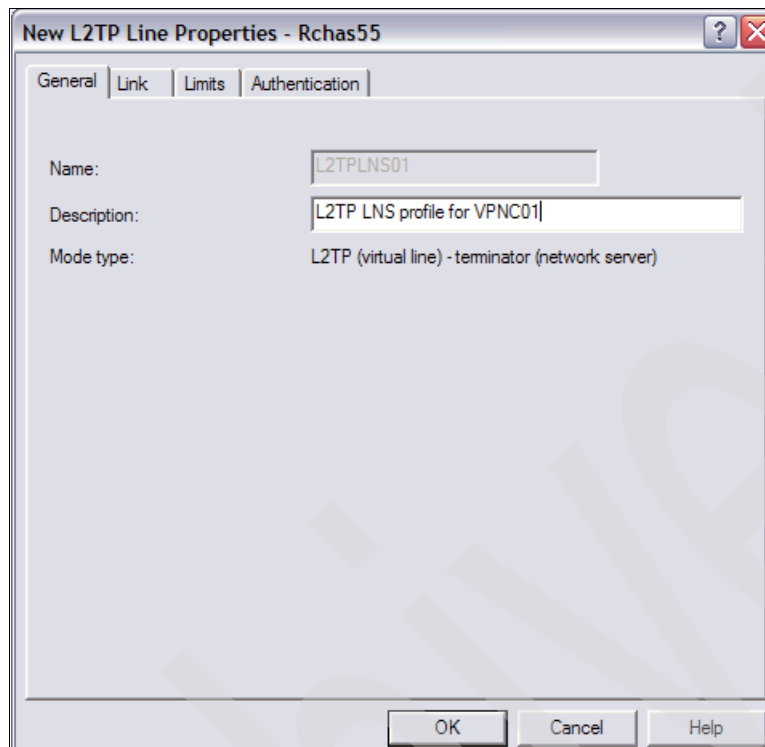 New L2TP Line Properties - Rchas55
?
General Link Limits Authentication
Name: L2TPLNS01
Description: L2TP LNS profile for VPNC01
Mode type: L2TP (virtual line) - terminator (network server)
OK Cancel Help